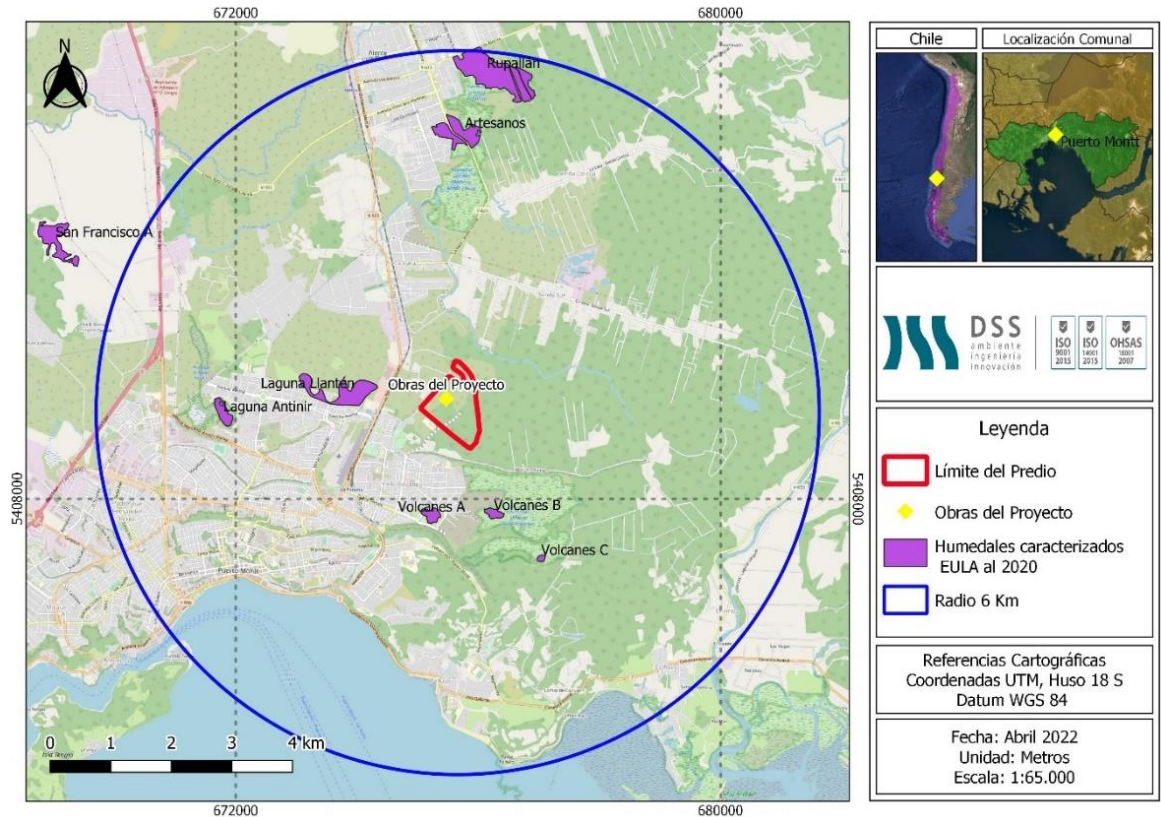 672000
680000
N
Alerce
Rupallán
Artesanos
San Francisco A
Laguna Llantén
Obras del Proyecto
Laguna Antinir
5408000
5408000
Volcanes A
Volcanes B
Volcanes C
Puerto Montt
0 1 2 3 4 km
672000
680000
Chile
Localización Comunal
Puerto Montt
DSS
ambiente
ingeniería
innovación
ISO
9001
2015
ISO
14001
2015
OHSAS
18001
2007
Leyenda
Límite del Predio
Obras del Proyecto
Humedales caracterizados
EULA al 2020
Radio 6 Km
Referencias Cartográficas
Coordenadas UTM, Huso 18 S
Datum WGS 84
Fecha: Abril 2022
Unidad: Metros
Escala: 1:65.000